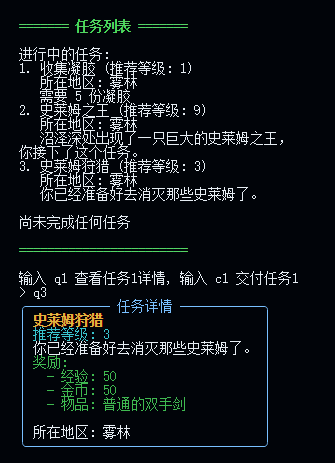 ═══════ 任务列表 ═══════
进行中的任务:
1. 收集凝胶 (推荐等级: 1)
所在地区: 雾林
需要 5 份凝胶
2. 史莱姆之王 (推荐等级: 9)
所在地区: 雾林
沼泽深处出现了一只巨大的史莱姆之王,
你接下了这个任务。
3. 史莱姆狩猎 (推荐等级: 3)
所在地区: 雾林
你已经准备好去消灭那些史莱姆了。
尚未完成任何任务
════════════════════════
输入 q1 查看任务1详情, 输入 c1 交付任务1
> q3
任务详情
史莱姆狩猎
推荐等级: 3
你已经准备好去消灭那些史莱姆了。
奖励:
- 经验: 50
- 金币: 50
- 物品: 普通的双手剑
所在地区: 雾林